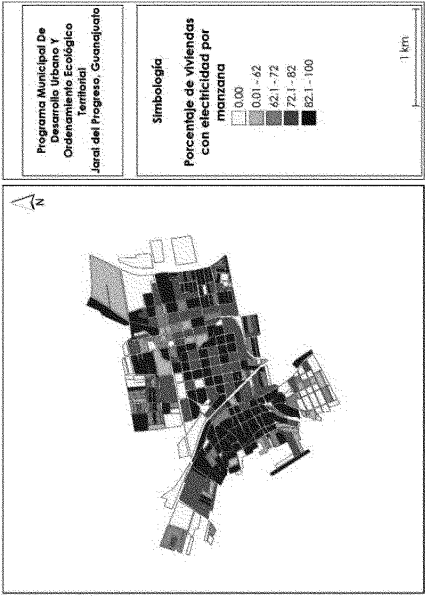 Programa Municipal De
Desarrollo Urbano Y
Ordenamiento Ecológico
Territorial
Jaral del Progreso, Guanajuato
Simbología
Porcentaje de viviendas
con electricidad por
manzana
0.00
0.01 - 62
62.1 - 72
72.1 - 82
82.1 - 100
1 km
N